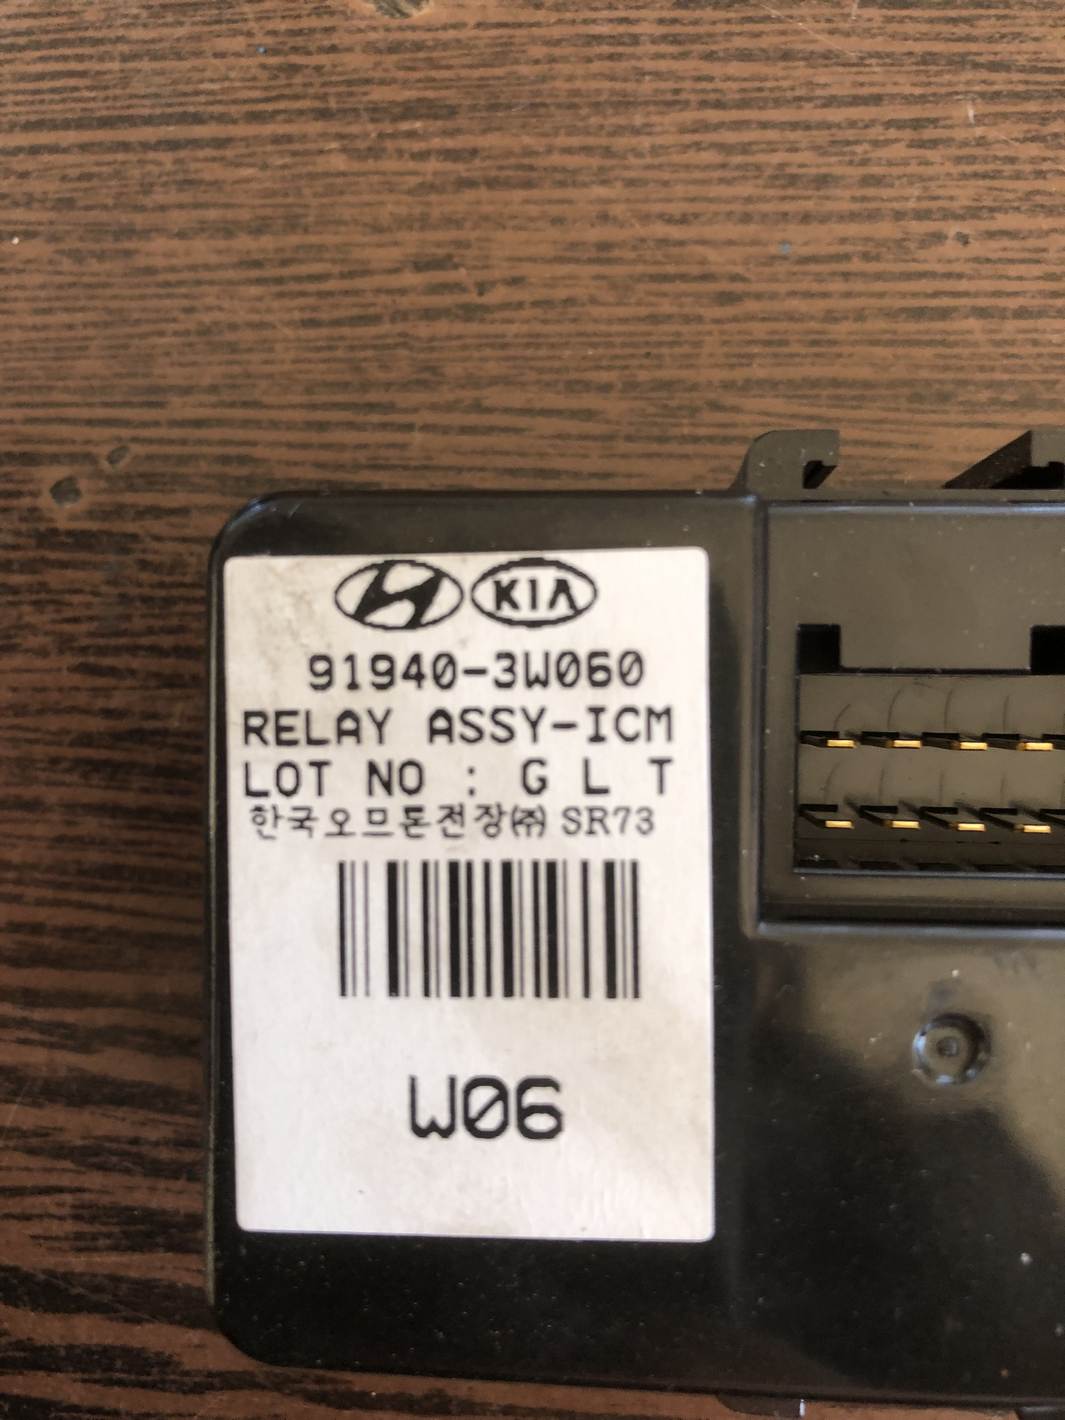 KIA
91940-3W060
RELAY ASSY-ICM
LOT NO : G L T
한국오므론전장㈜ SR73
W06